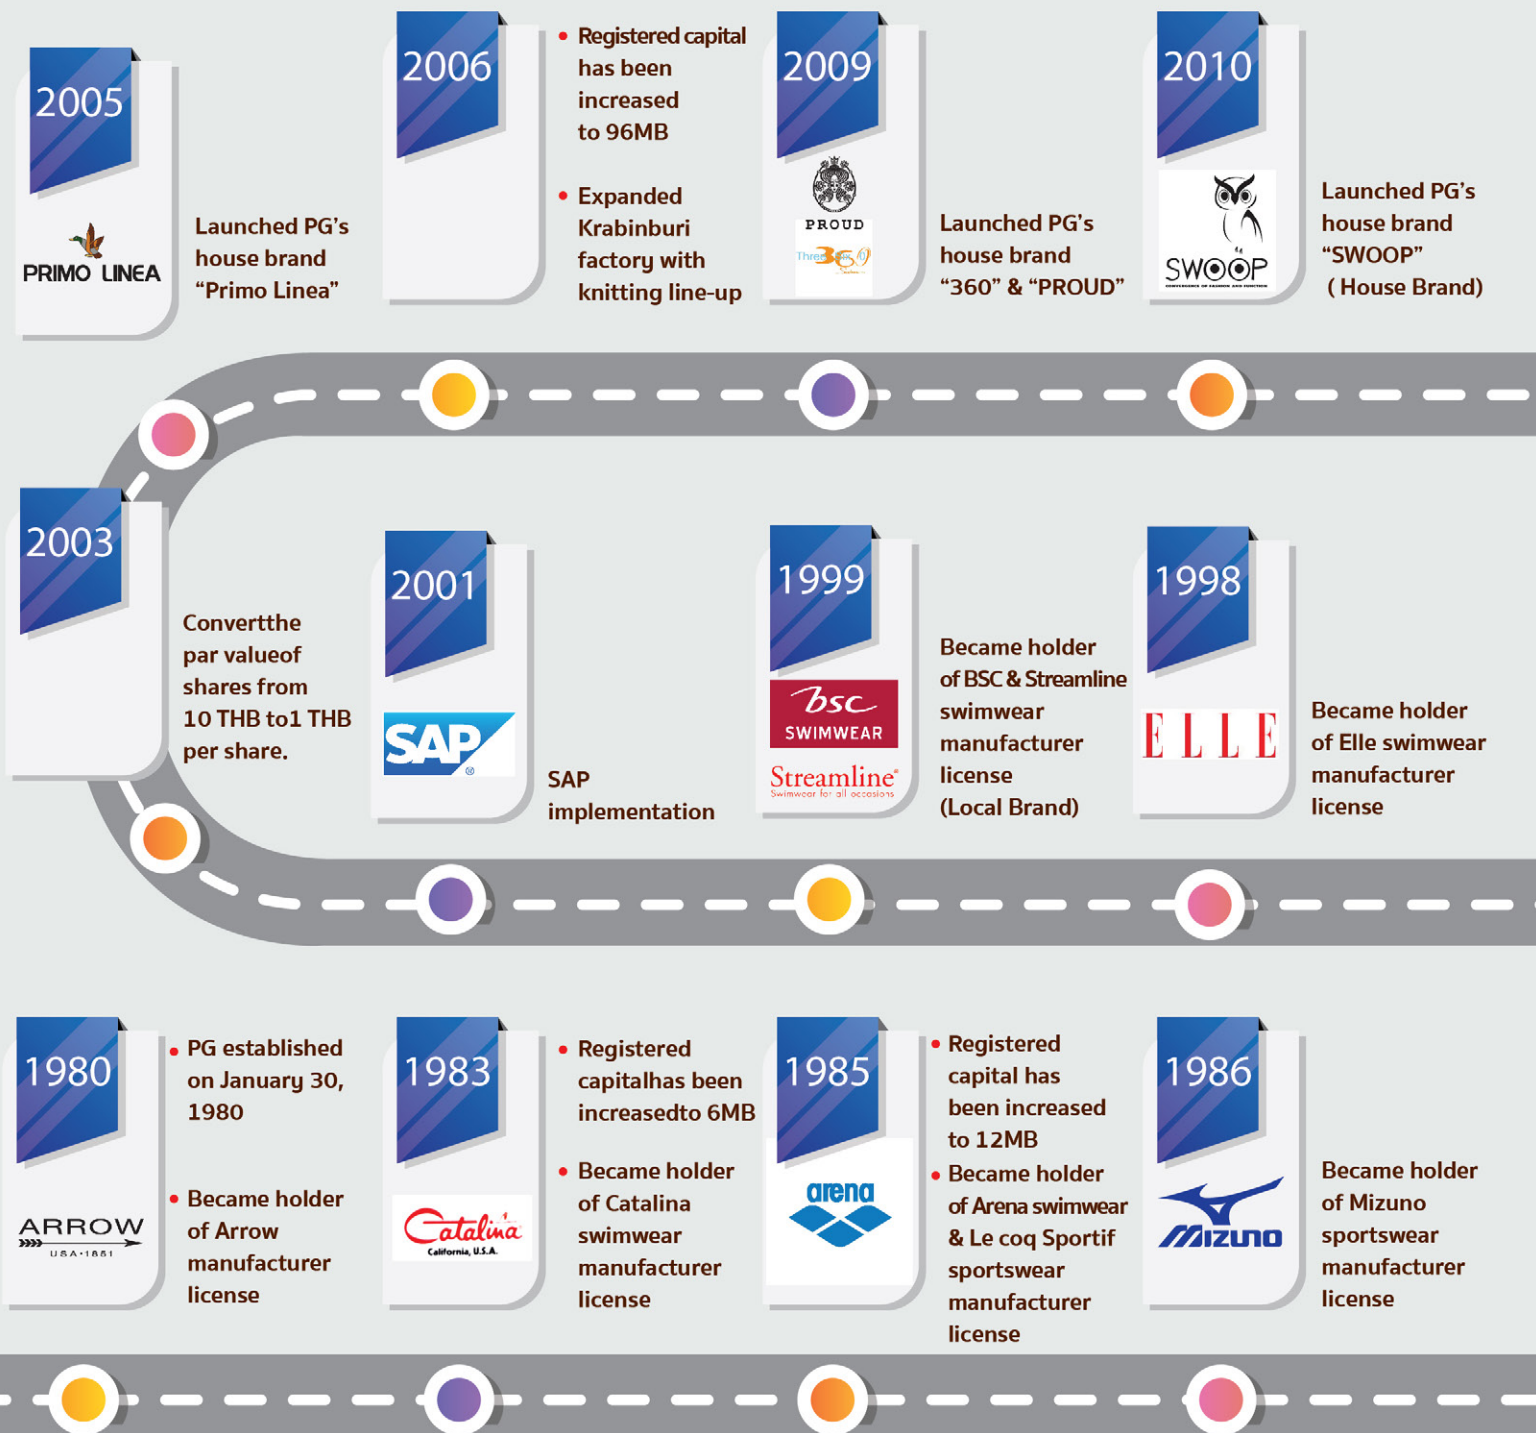 2005
PRIMO LINEA
Launched PG's
house brand
“Primo Linea”
2006
• Registered capital
has been
increased
to 96MB
• Expanded
Krabinburi
factory with
knitting line-up
2009
PROUD
360
Launched PG's
house brand
“360” & “PROUD”
2010
SWOOP
CONVERGENCE OF FASHION AND FUNCTION
Launched PG's
house brand
“SWOOP”
( House Brand)
2003
Convertthe
par valueof
shares from
10 THB to1 THB
per share.
2001
SAP
®
SAP
implementation
1999
bsc
SWIMWEAR
Streamline®
Swimwear for all occasions
Became holder
of BSC & Streamline
swimwear
manufacturer
license
(Local Brand)
1998
ELLE
Became holder
of Elle swimwear
manufacturer
license
1980
ARROW
USA•1851
• PG established
on January 30,
1980
• Became holder
of Arrow
manufacturer
license
1983
Catalina
California, U.S.A.
• Registered
capitalhas been
increasedto 6MB
• Became holder
of Catalina
swimwear
manufacturer
license
1985
arena
• Registered
capital has
been increased
to 12MB
• Became holder
of Arena swimwear
& Le coq Sportif
sportswear
manufacturer
license
1986
MIZUNO
Became holder
of Mizuno
sportswear
manufacturer
license